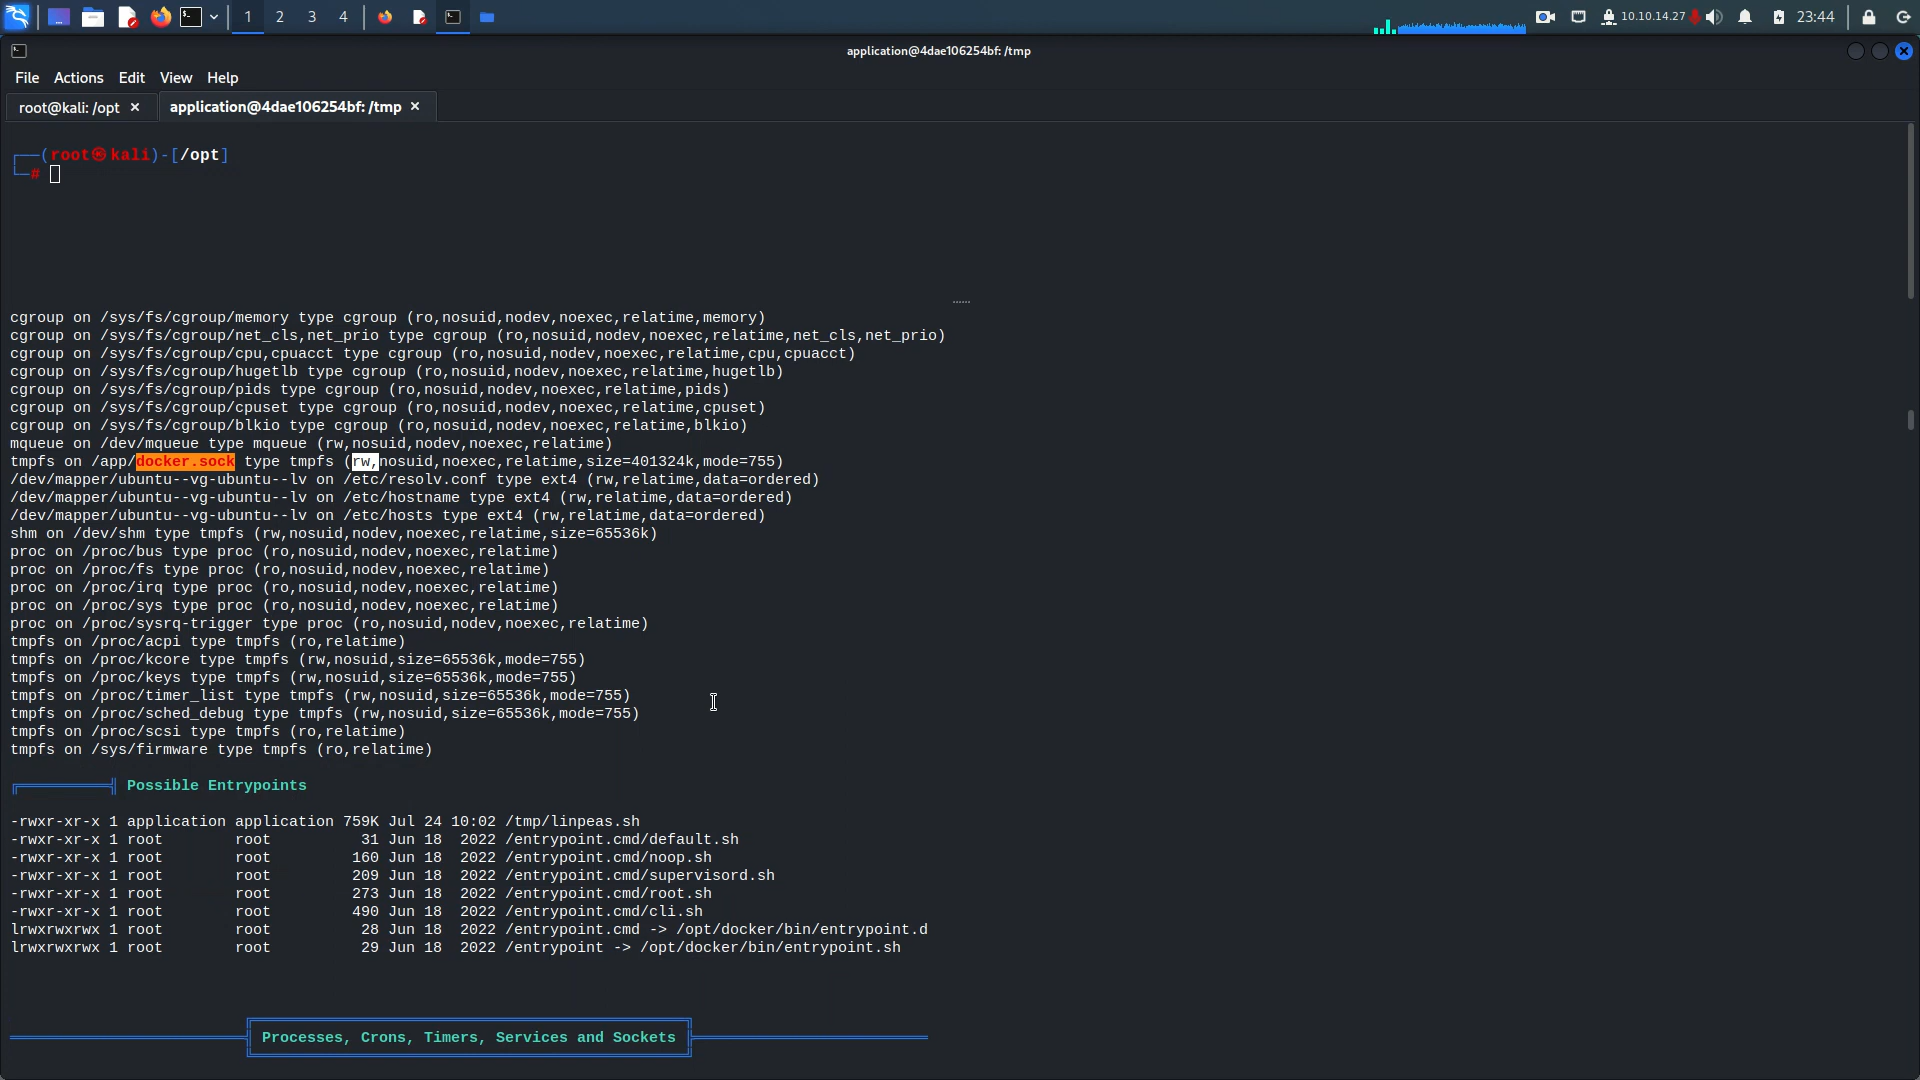 1 2 3 4 10.10.14.27 23:44
application@4dae106254bf: /tmp
File Actions Edit View Help
root@kali: /opt × application@4dae106254bf: /tmp ×
┌──(root㉿kali)-[/opt]
└─#
cgroup on /sys/fs/cgroup/memory type cgroup (ro,nosuid,nodev,noexec,relatime,memory)
cgroup on /sys/fs/cgroup/net_cls,net_prio type cgroup (ro,nosuid,nodev,noexec,relatime,net_cls,net_prio)
cgroup on /sys/fs/cgroup/cpu,cpuacct type cgroup (ro,nosuid,nodev,noexec,relatime,cpu,cpuacct)
cgroup on /sys/fs/cgroup/hugetlb type cgroup (ro,nosuid,nodev,noexec,relatime,hugetlb)
cgroup on /sys/fs/cgroup/pids type cgroup (ro,nosuid,nodev,noexec,relatime,pids)
cgroup on /sys/fs/cgroup/cpuset type cgroup (ro,nosuid,nodev,noexec,relatime,cpuset)
cgroup on /sys/fs/cgroup/blkio type cgroup (ro,nosuid,nodev,noexec,relatime,blkio)
mqueue on /dev/mqueue type mqueue (rw,nosuid,nodev,noexec,relatime)
tmpfs on /app/docker.sock type tmpfs (rw,nosuid,noexec,relatime,size=401324k,mode=755)
/dev/mapper/ubuntu--vg-ubuntu--lv on /etc/resolv.conf type ext4 (rw,relatime,data=ordered)
/dev/mapper/ubuntu--vg-ubuntu--lv on /etc/hostname type ext4 (rw,relatime,data=ordered)
/dev/mapper/ubuntu--vg-ubuntu--lv on /etc/hosts type ext4 (rw,relatime,data=ordered)
shm on /dev/shm type tmpfs (rw,nosuid,nodev,noexec,relatime,size=65536k)
proc on /proc/bus type proc (ro,nosuid,nodev,noexec,relatime)
proc on /proc/fs type proc (ro,nosuid,nodev,noexec,relatime)
proc on /proc/irq type proc (ro,nosuid,nodev,noexec,relatime)
proc on /proc/sys type proc (ro,nosuid,nodev,noexec,relatime)
proc on /proc/sysrq-trigger type proc (ro,nosuid,nodev,noexec,relatime)
tmpfs on /proc/acpi type tmpfs (ro,relatime)
tmpfs on /proc/kcore type tmpfs (rw,nosuid,size=65536k,mode=755)
tmpfs on /proc/keys type tmpfs (rw,nosuid,size=65536k,mode=755)
tmpfs on /proc/timer_list type tmpfs (rw,nosuid,size=65536k,mode=755)
tmpfs on /proc/sched_debug type tmpfs (rw,nosuid,size=65536k,mode=755)
tmpfs on /proc/scsi type tmpfs (ro,relatime)
tmpfs on /sys/firmware type tmpfs (ro,relatime)
╔══════════╣ Possible Entrypoints
-rwxr-xr-x 1 application application 759K Jul 24 10:02 /tmp/linpeas.sh
-rwxr-xr-x 1 root        root          31 Jun 18  2022 /entrypoint.cmd/default.sh
-rwxr-xr-x 1 root        root         160 Jun 18  2022 /entrypoint.cmd/noop.sh
-rwxr-xr-x 1 root        root         209 Jun 18  2022 /entrypoint.cmd/supervisord.sh
-rwxr-xr-x 1 root        root         273 Jun 18  2022 /entrypoint.cmd/root.sh
-rwxr-xr-x 1 root        root         490 Jun 18  2022 /entrypoint.cmd/cli.sh
lrwxrwxrwx 1 root        root          28 Jun 18  2022 /entrypoint.cmd -> /opt/docker/bin/entrypoint.d
lrwxrwxrwx 1 root        root          29 Jun 18  2022 /entrypoint -> /opt/docker/bin/entrypoint.sh
Processes, Crons, Timers, Services and Sockets